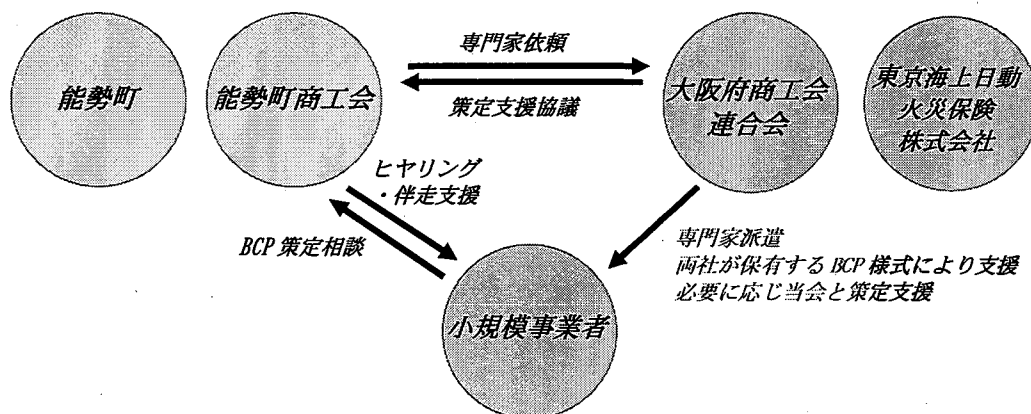 専門家依頼
能勢町
能勢町商工会
大阪府商工会
連合会
東京海上日動
火災保険
株式会社
策定支援協議
ヒヤリング
・伴走支援
BCP 策定相談
専門家派遣
両社が保有する BCP 様式により支援
必要に応じ当会と策定支援
小規模事業者